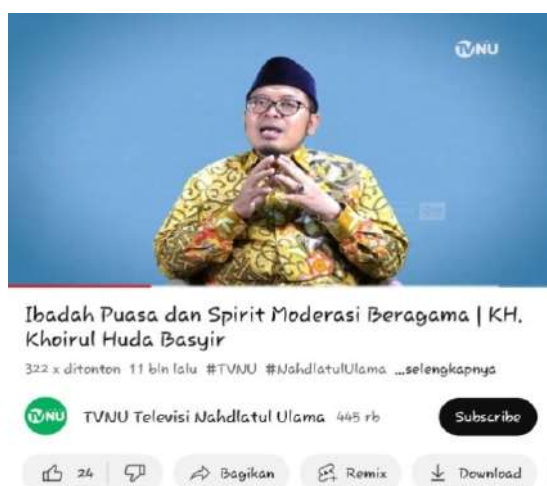 TVNU
Ibadah Puasa dan Spirit Moderasi Beragama | KH.
Khoirul Huda Basyir
322 x ditonton 11 bln lalu #TVNU #NahdlatulUlama ...selengkapnya
TVNU TVNU Televisi Nahdlatul Ulama 445 rb Subscribe
24 Bagikan Remix Download